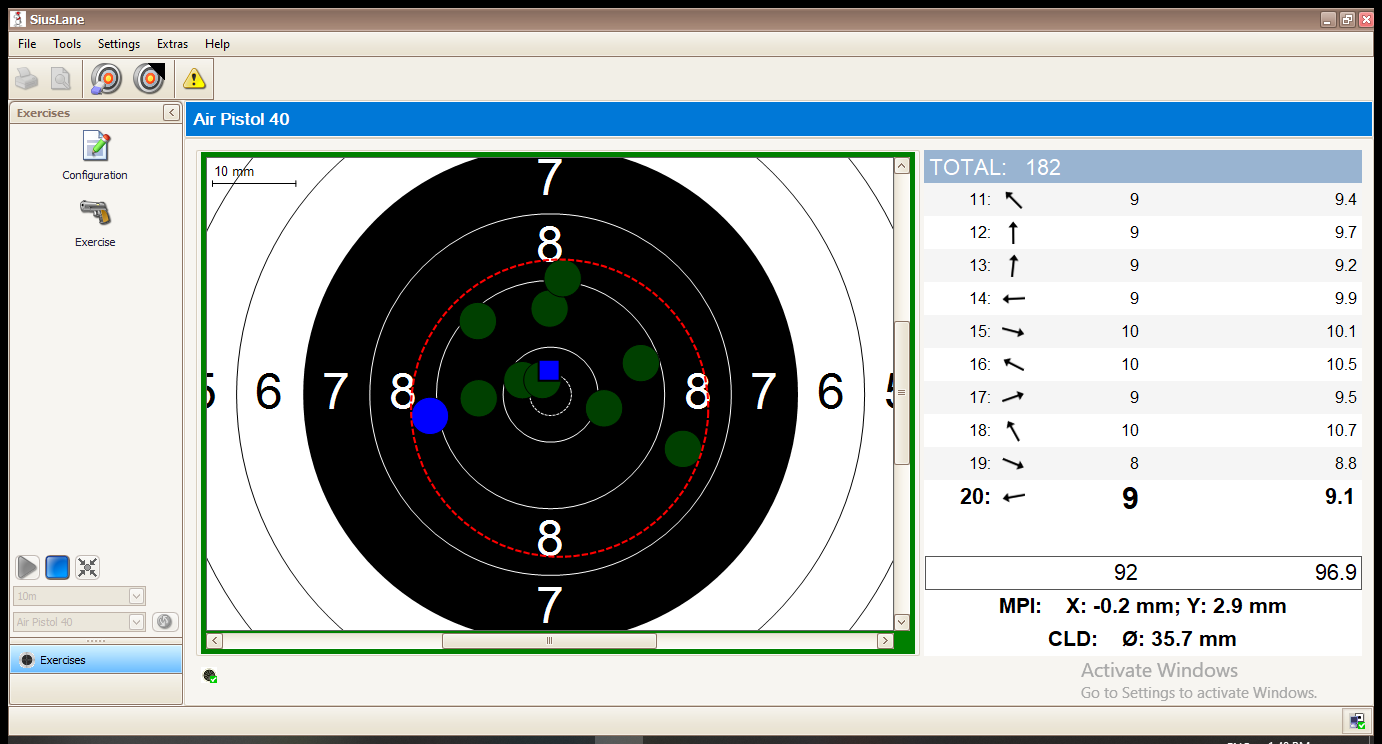 SiusLane
File Tools Settings Extras Help
Exercises
Configuration
Exercise
10m
Air Pistol 40
Exercises
Air Pistol 40
10 mm
7
8
5 6 7 8 8 7 6 5
8
7
TOTAL: 182
11: 9 9.4
12: 9 9.7
13: 9 9.2
14: 9 9.9
15: 10 10.1
16: 10 10.5
17: 9 9.5
18: 10 10.7
19: 8 8.8
20: 9 9.1
92 96.9
MPI: X: -0.2 mm; Y: 2.9 mm
CLD: Ø: 35.7 mm
Activate Windows
Go to Settings to activate Windows.